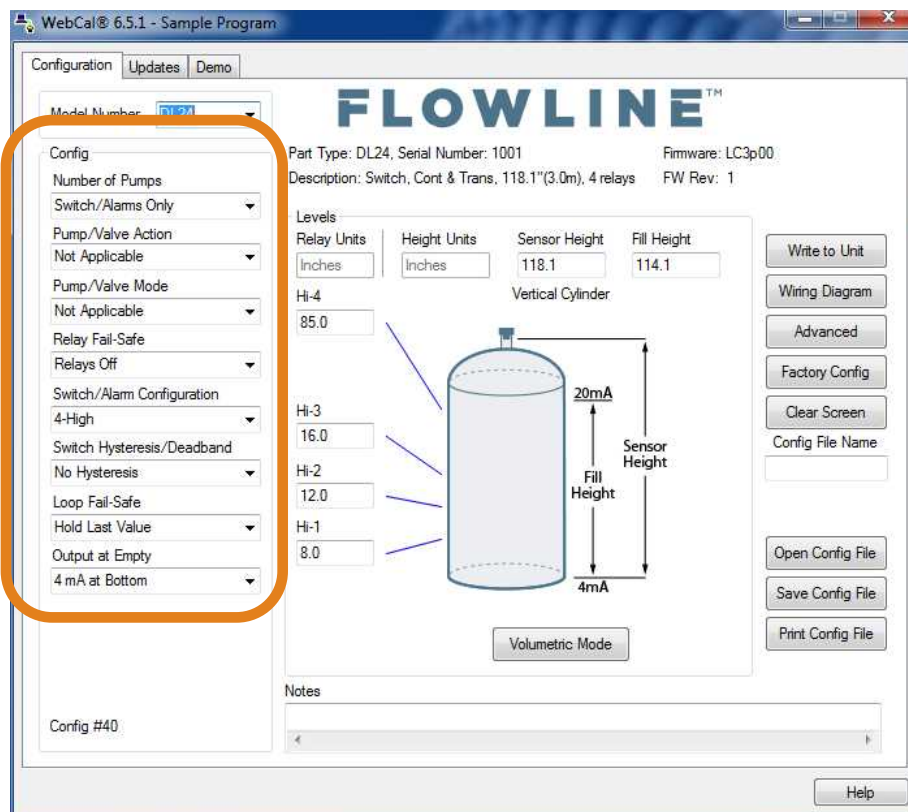 WebCal® 6.5.1 - Sample Program
Configuration Updates Demo
Model Number DL24
FLOWLINE™
Config
Number of Pumps
Switch/Alarms Only
Pump/Valve Action
Not Applicable
Pump/Valve Mode
Not Applicable
Relay Fail-Safe
Relays Off
Switch/Alarm Configuration
4-High
Switch Hysteresis/Deadband
No Hysteresis
Loop Fail-Safe
Hold Last Value
Output at Empty
4 mA at Bottom
Config #40
Part Type: DL24, Serial Number: 1001 Firmware: LC3p00
Description: Switch, Cont & Trans, 118.1"(3.0m), 4 relays FW Rev: 1
Levels
Relay Units Height Units Sensor Height Fill Height
Inches Inches 118.1 114.1
Hi-4 Vertical Cylinder
85.0
20mA
Hi-3
16.0
Sensor
Height
Hi-2
Fill
Height
12.0
Hi-1
8.0
4mA
Volumetric Mode
Write to Unit
Wiring Diagram
Advanced
Factory Config
Clear Screen
Config File Name
Open Config File
Save Config File
Print Config File
Notes
Help